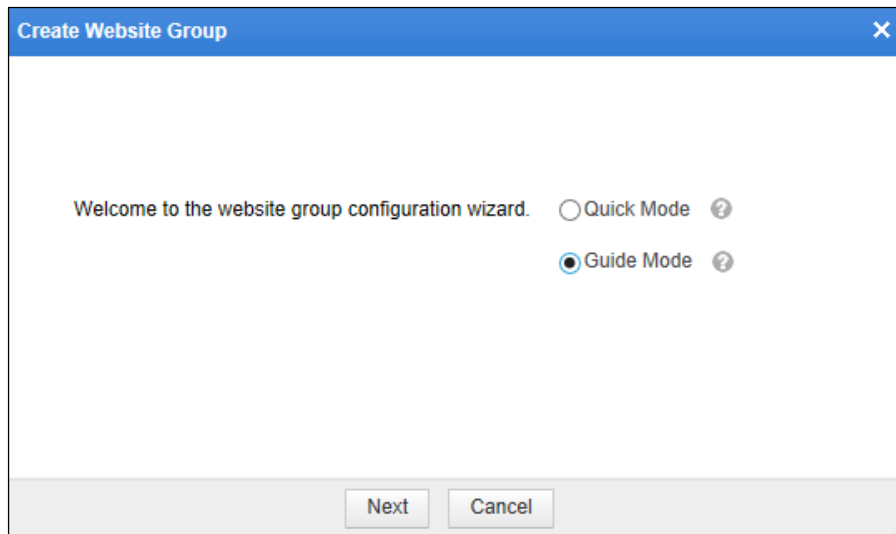 Create Website Group
Welcome to the website group configuration wizard. Quick Mode
Guide Mode
Next Cancel